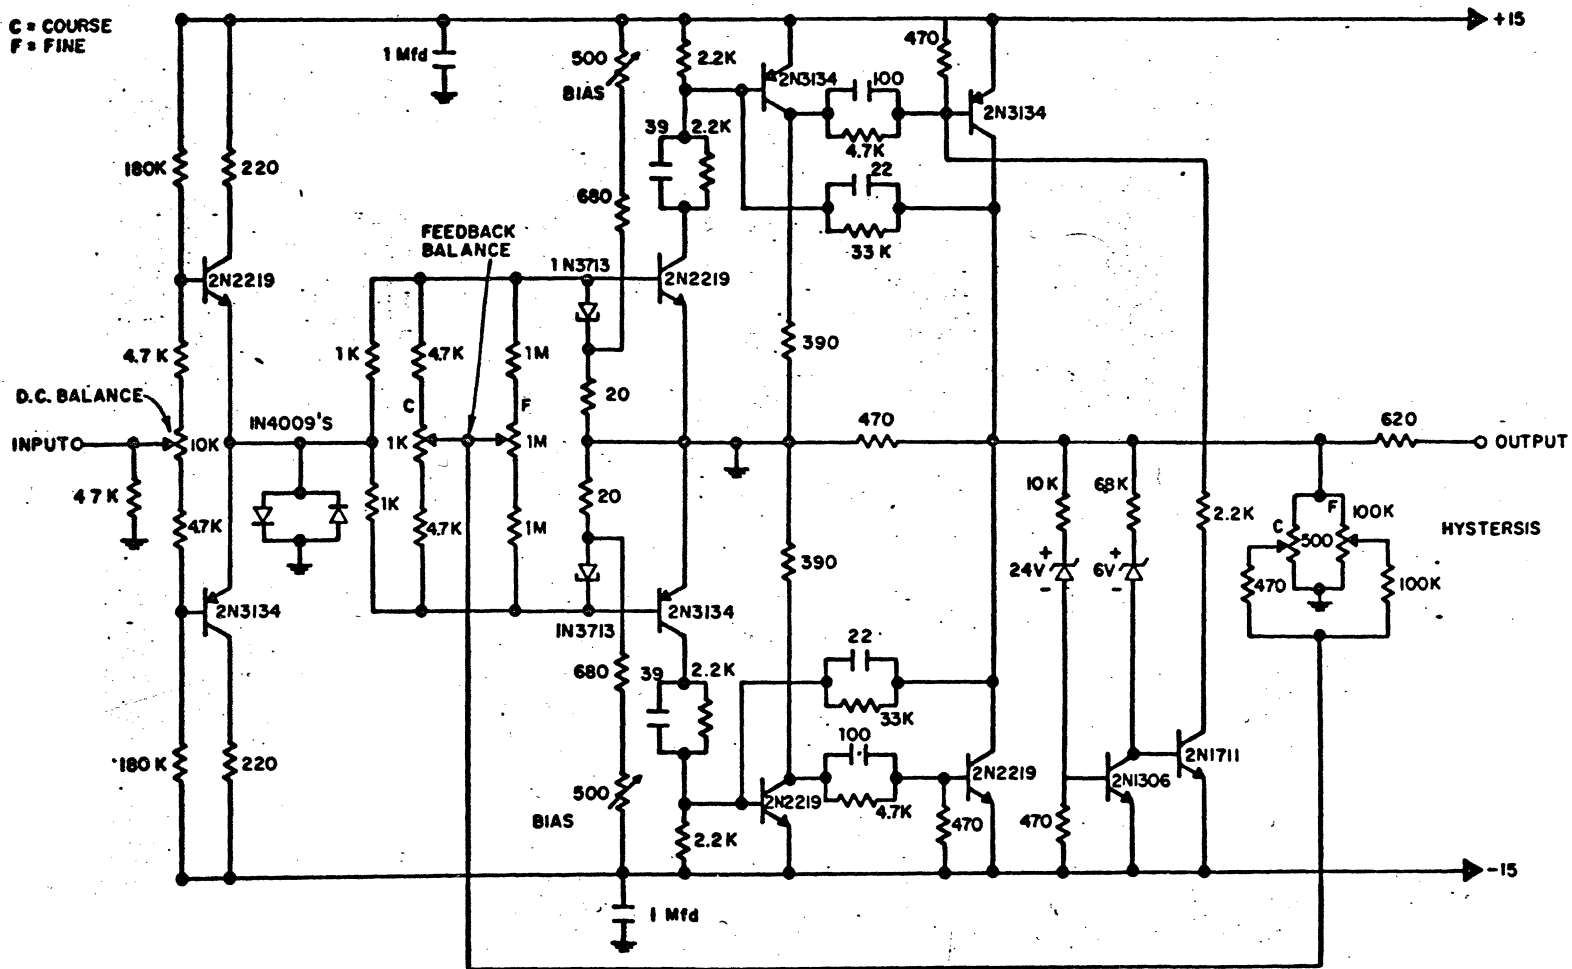 C = COURSE
F = FINE
+15
1 Mfd
500
BIAS
2.2K
2N3134
470
100
2N3134
4.7K
39
2.2K
22
33 K
180K
220
680
FEEDBACK
BALANCE
1N3713
2N2219
2N2219
4.7 K
1K
4.7K
1M
390
20
D.C. BALANCE
C
F
IN4009'S
INPUT
10K
1K
1M
470
620
OUTPUT
4 7 K
4.7K
1K
4.7K
1M
20
10K
68K
2.2K
C
F
100K
500
HYSTERSIS
390
24V
+
-
6V
+
-
470
100K
2N3134
2N3134
1N3713
22
680
39
2.2K
33K
100
180 K
220
500
BIAS
2N2219
4.7K
2N2219
470
2N1306
2N1711
470
2.2K
-15
1 Mfd